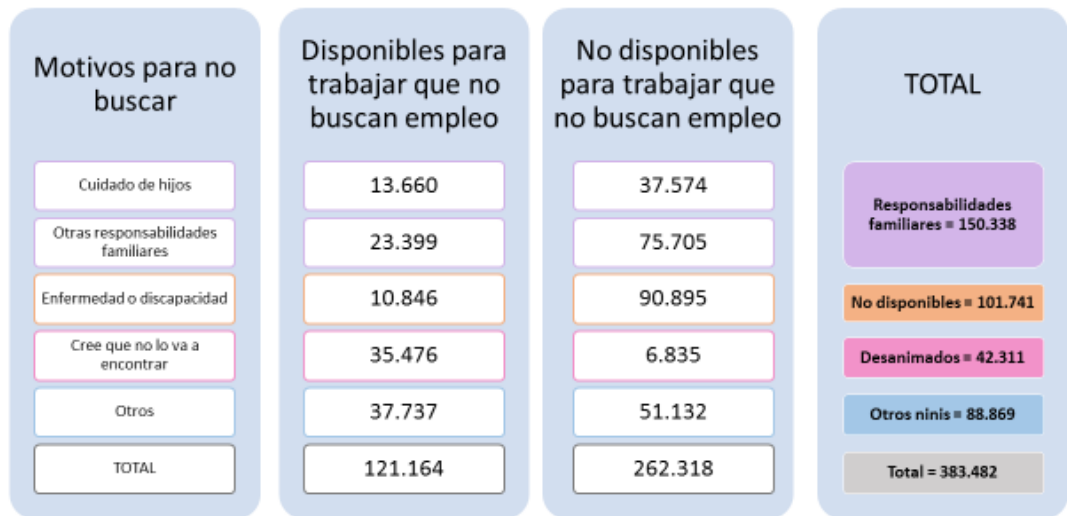 Motivos para no
buscar
Disponibles para
trabajar que no
buscan empleo
No disponibles
para trabajar que
no buscan empleo
TOTAL
Cuidado de hijos
13.660
37.574
Responsabilidades
familiares = 150.338
Otras responsabilidades
familiares
23.399
75.705
Enfermedad o discapacidad
10.846
90.895
No disponibles = 101.741
Cree que no lo va a
encontrar
35.476
6.835
Desanimados = 42.311
Otros
37.737
51.132
Otros ninis = 88.869
TOTAL
121.164
262.318
Total = 383.482